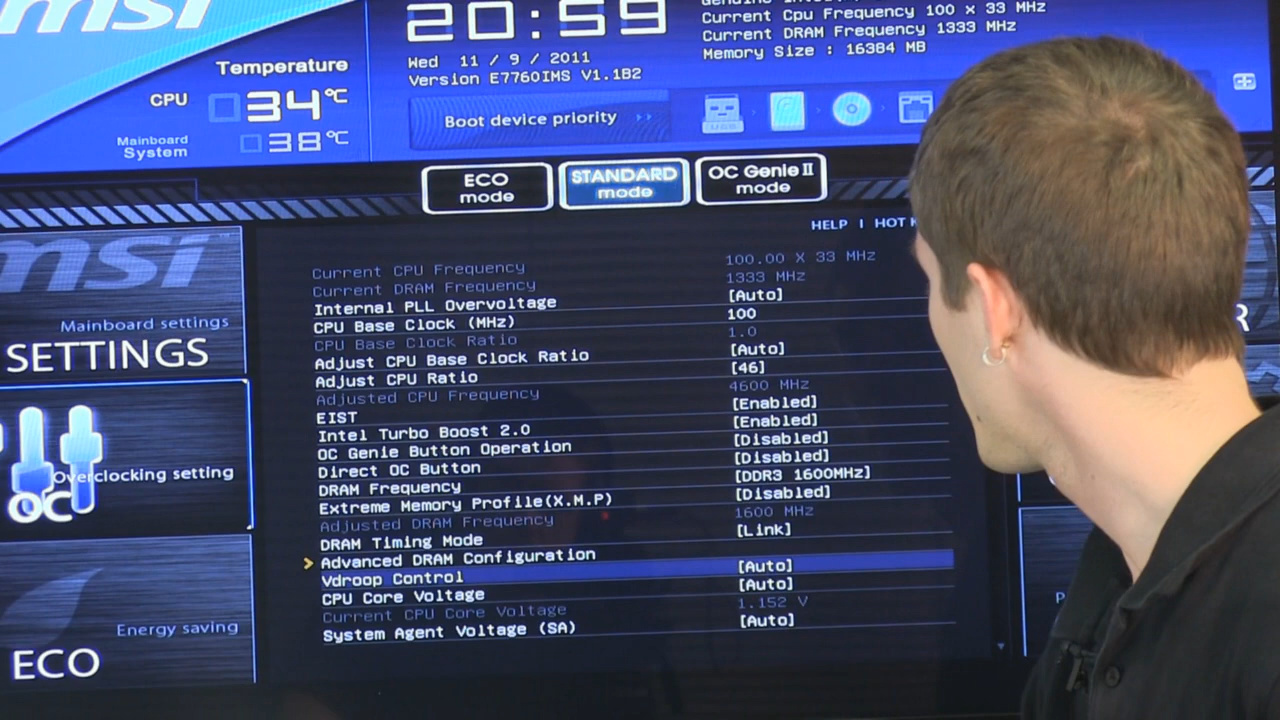 msi
20:59
Current Cpu Frequency 100 x 33 MHz
Current DRAM Frequency 1333 MHz
Memory Size : 16384 MB
Wed 11 / 9 / 2011
Version E7760IMS V1.1B2
Temperature
CPU 34°C
Mainboard
System 38°C
Boot device priority
USB
ECO
mode
STANDARD
mode
OC Genie II
mode
HELP | HOT
msi
Mainboard settings
SETTINGS
Overclocking setting
OC
Energy saving
ECO
Current CPU Frequency 100.00 X 33 MHz
Current DRAM Frequency 1333 MHz
Internal PLL Overvoltage [Auto]
CPU Base Clock (MHz) 100
CPU Base Clock Ratio 1.0
Adjust CPU Base Clock Ratio [Auto]
Adjust CPU Ratio [46]
Adjusted CPU Frequency 4600 MHz
EIST [Enabled]
Intel Turbo Boost 2.0 [Enabled]
OC Genie Button Operation [Disabled]
Direct OC Button [Disabled]
DRAM Frequency [DDR3 1600MHz]
Extreme Memory Profile(X.M.P) [Disabled]
Adjusted DRAM Frequency 1600 MHz
DRAM Timing Mode [Link]
Advanced DRAM Configuration
Vdroop Control [Auto]
CPU Core Voltage [Auto]
Current CPU Core Voltage 1.152 V
System Agent Voltage (SA) [Auto]
R
P